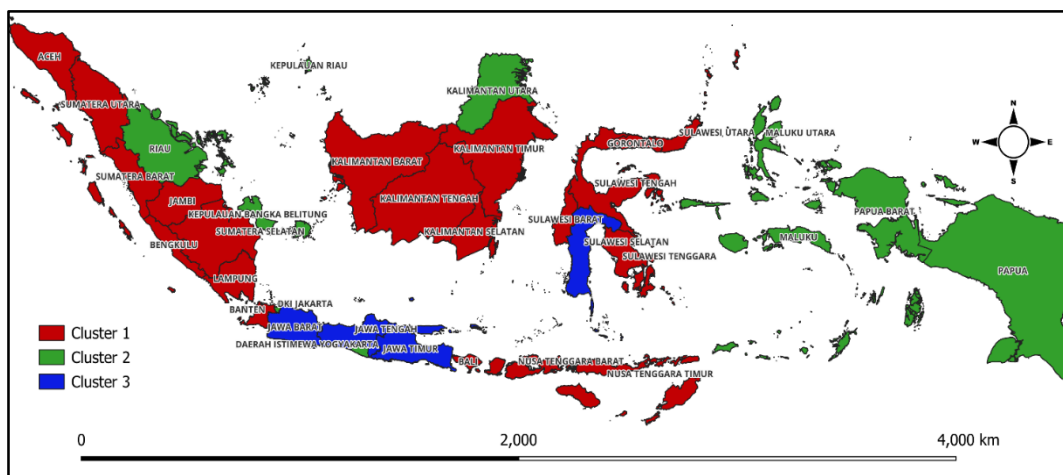 ACEH
SUMATERA UTARA
RIAU
KEPULAUAN RIAU
SUMATERA BARAT
JAMBI
KEPULAUAN BANGKA BELITUNG
SUMATERA SELATAN
BENGKULU
LAMPUNG
BANTEN
DKI JAKARTA
JAWA BARAT
JAWA TENGAH
DAERAH ISTIMEWA YOGYAKARTA
JAWA TIMUR
BALI
NUSA TENGGARA BARAT
NUSA TENGGARA TIMUR
KALIMANTAN UTARA
KALIMANTAN BARAT
KALIMANTAN TIMUR
KALIMANTAN TENGAH
KALIMANTAN SELATAN
GORONTALO
SULAWESI UTARA
SULAWESI TENGAH
SULAWESI BARAT
SULAWESI SELATAN
SULAWESI TENGGARA
MALUKU UTARA
MALUKU
PAPUA BARAT
PAPUA
N
W
E
S
Cluster 1
Cluster 2
Cluster 3
0
2,000
4,000 km